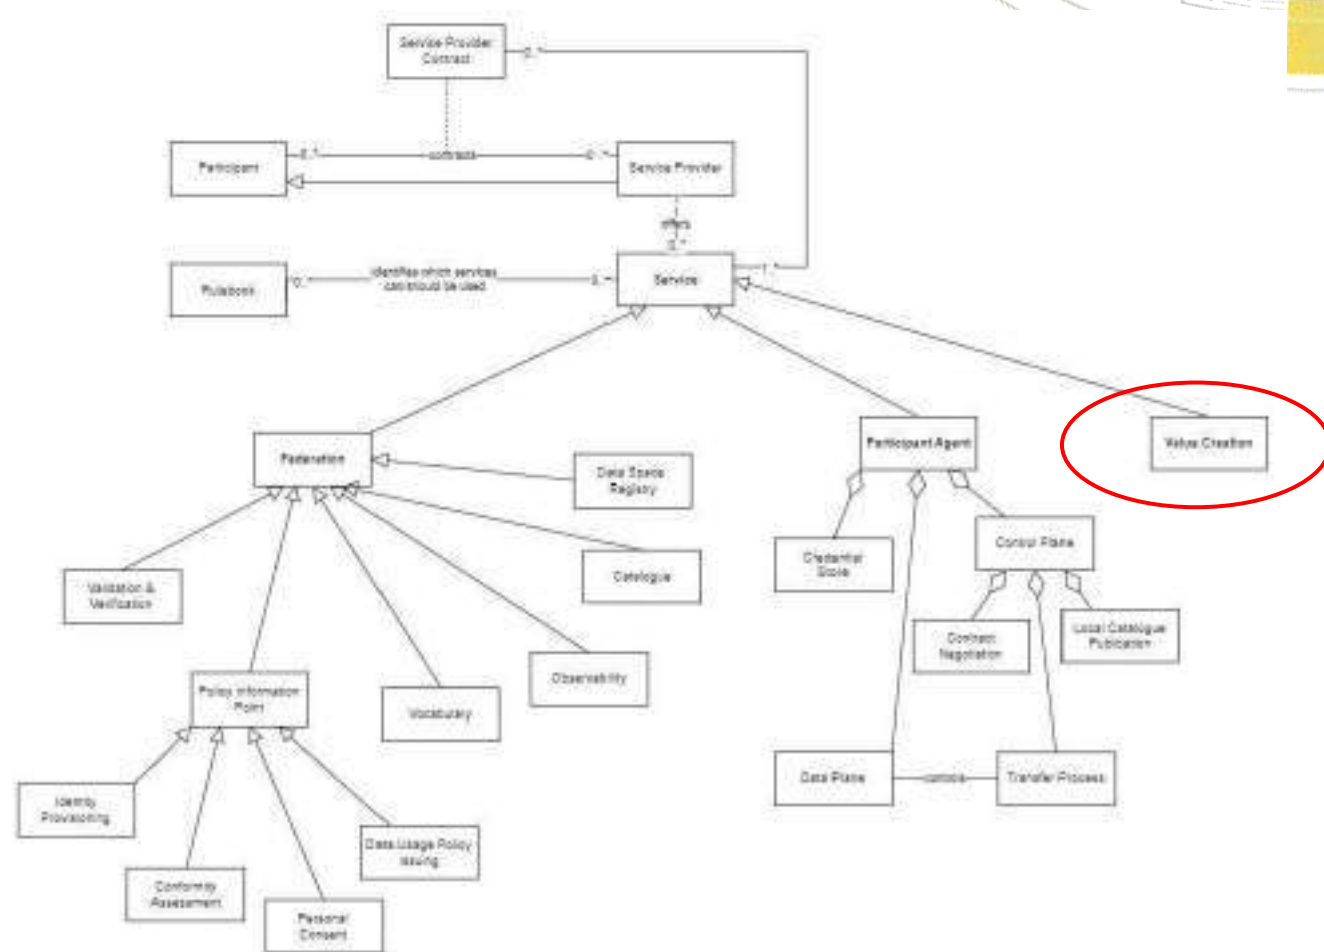 Service Provider
Contract
0..*
Participant
0..*
contracts
0..*
Service Provider
offers
0..*
Rulebook
0..*
Identifies which services
can/should be used
0..*
Service
Federation
Participant Agent
Value Creation
Data Space
Registry
Control Plane
Credential
Store
Catalogue
Validation &
Verification
Contract
Negotiation
Local Catalogue
Publication
Observability
Policy Information
Point
Vocabulary
Data Plane
controls
Transfer Process
Identity
Provisioning
Data Usage Policy
Issuing
Conformity
Assessment
Personal
Consent